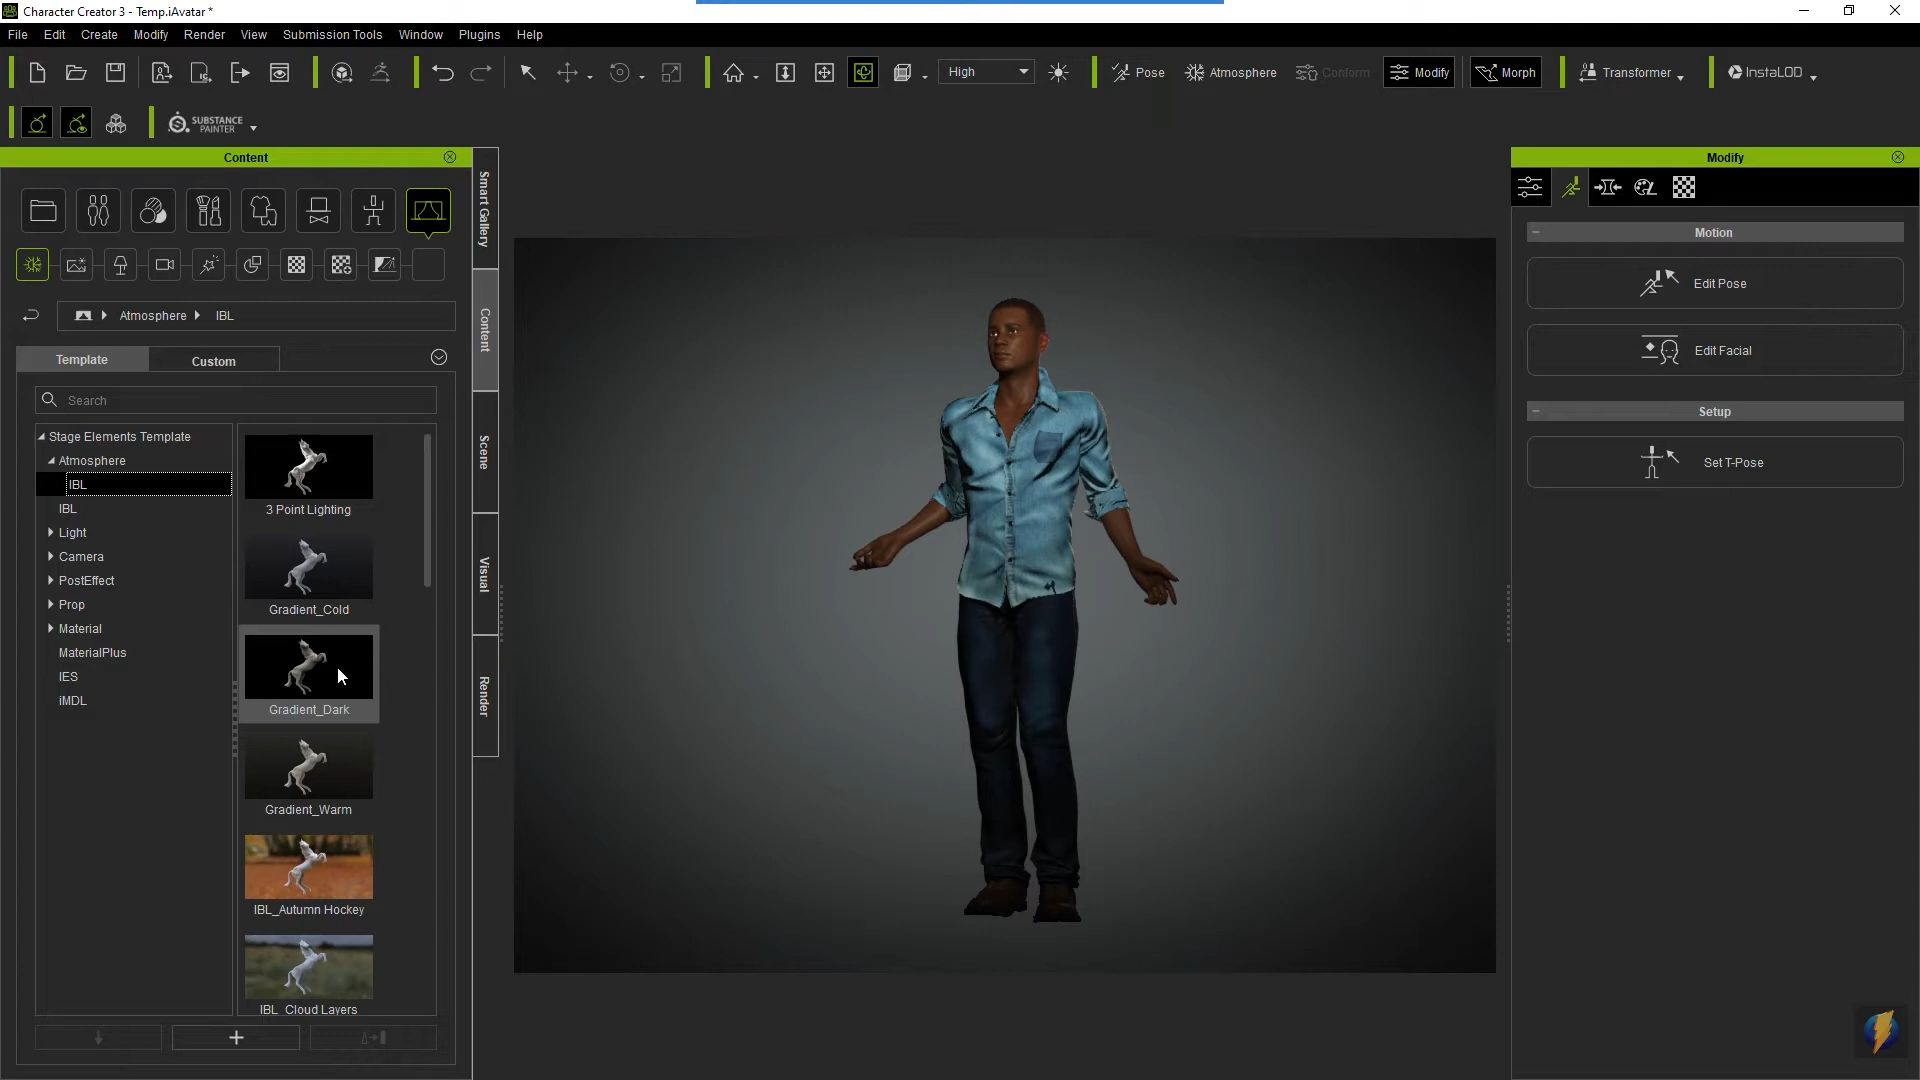 Character Creator 3 - Temp.iAvatar *
File Edit Create Modify Render View Submission Tools Window Plugins Help
High Pose Atmosphere Conform Modify Morph Transformer InstaLOD
SUBSTANCE
PAINTER
Content
Modify
Smart Gallery
Content
Scene
Visual
Render
Atmosphere IBL
Template Custom
Search
Stage Elements Template
Atmosphere
IBL
IBL
Light
Camera
PostEffect
Prop
Material
MaterialPlus
IES
iMDL
3 Point Lighting
Gradient_Cold
Gradient_Dark
Gradient_Warm
IBL_Autumn Hockey
IBL_Cloud Layers
Motion
Edit Pose
Edit Facial
Setup
Set T-Pose